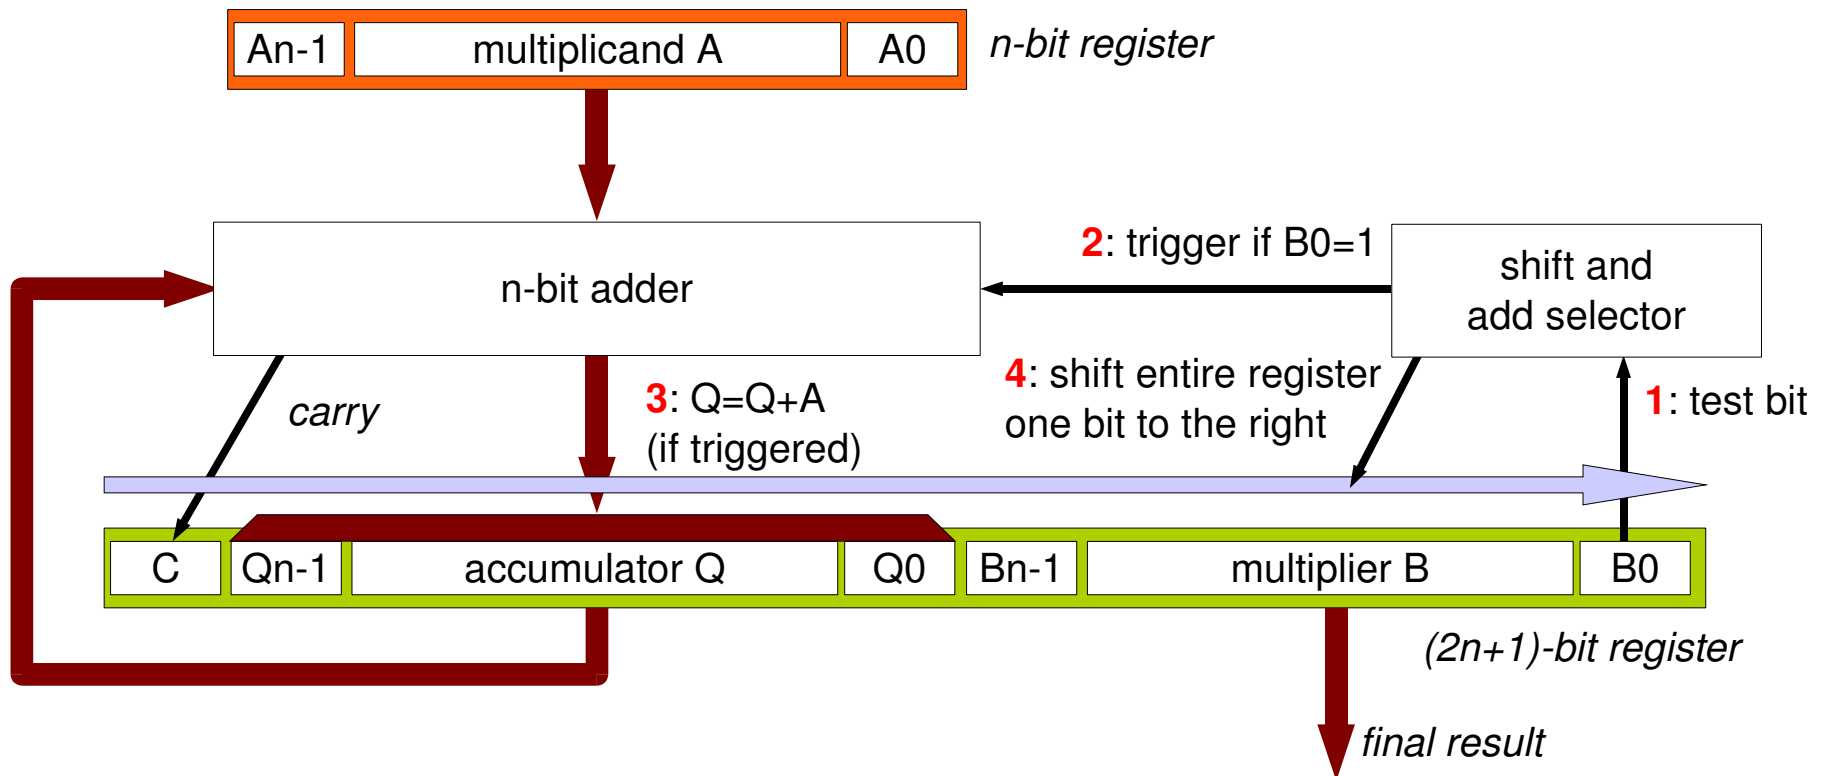 An-1 multiplicand A A0 n-bit register
2: trigger if B0=1
shift and
add selector
n-bit adder
4: shift entire register
one bit to the right
1: test bit
carry
3: Q=Q+A
(if triggered)
C Qn-1 accumulator Q Q0 Bn-1 multiplier B B0
(2n+1)-bit register
final result